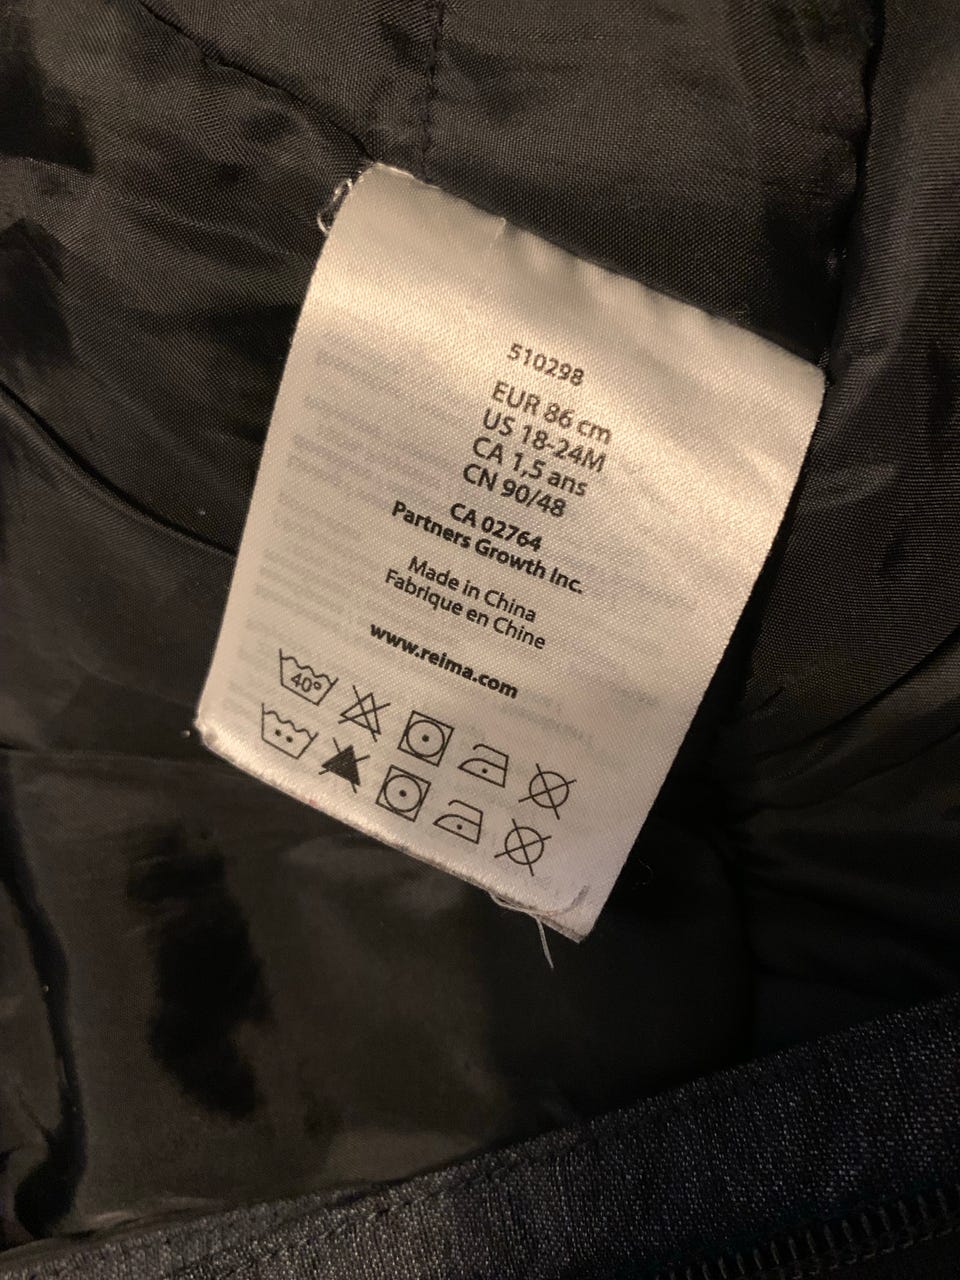 510298
EUR 86 cm
US 18-24M
CA 1,5 ans
CN 90/48
CA 02764
Partners Growth Inc.
Made in China
Fabrique en Chine
www.reima.com
40°